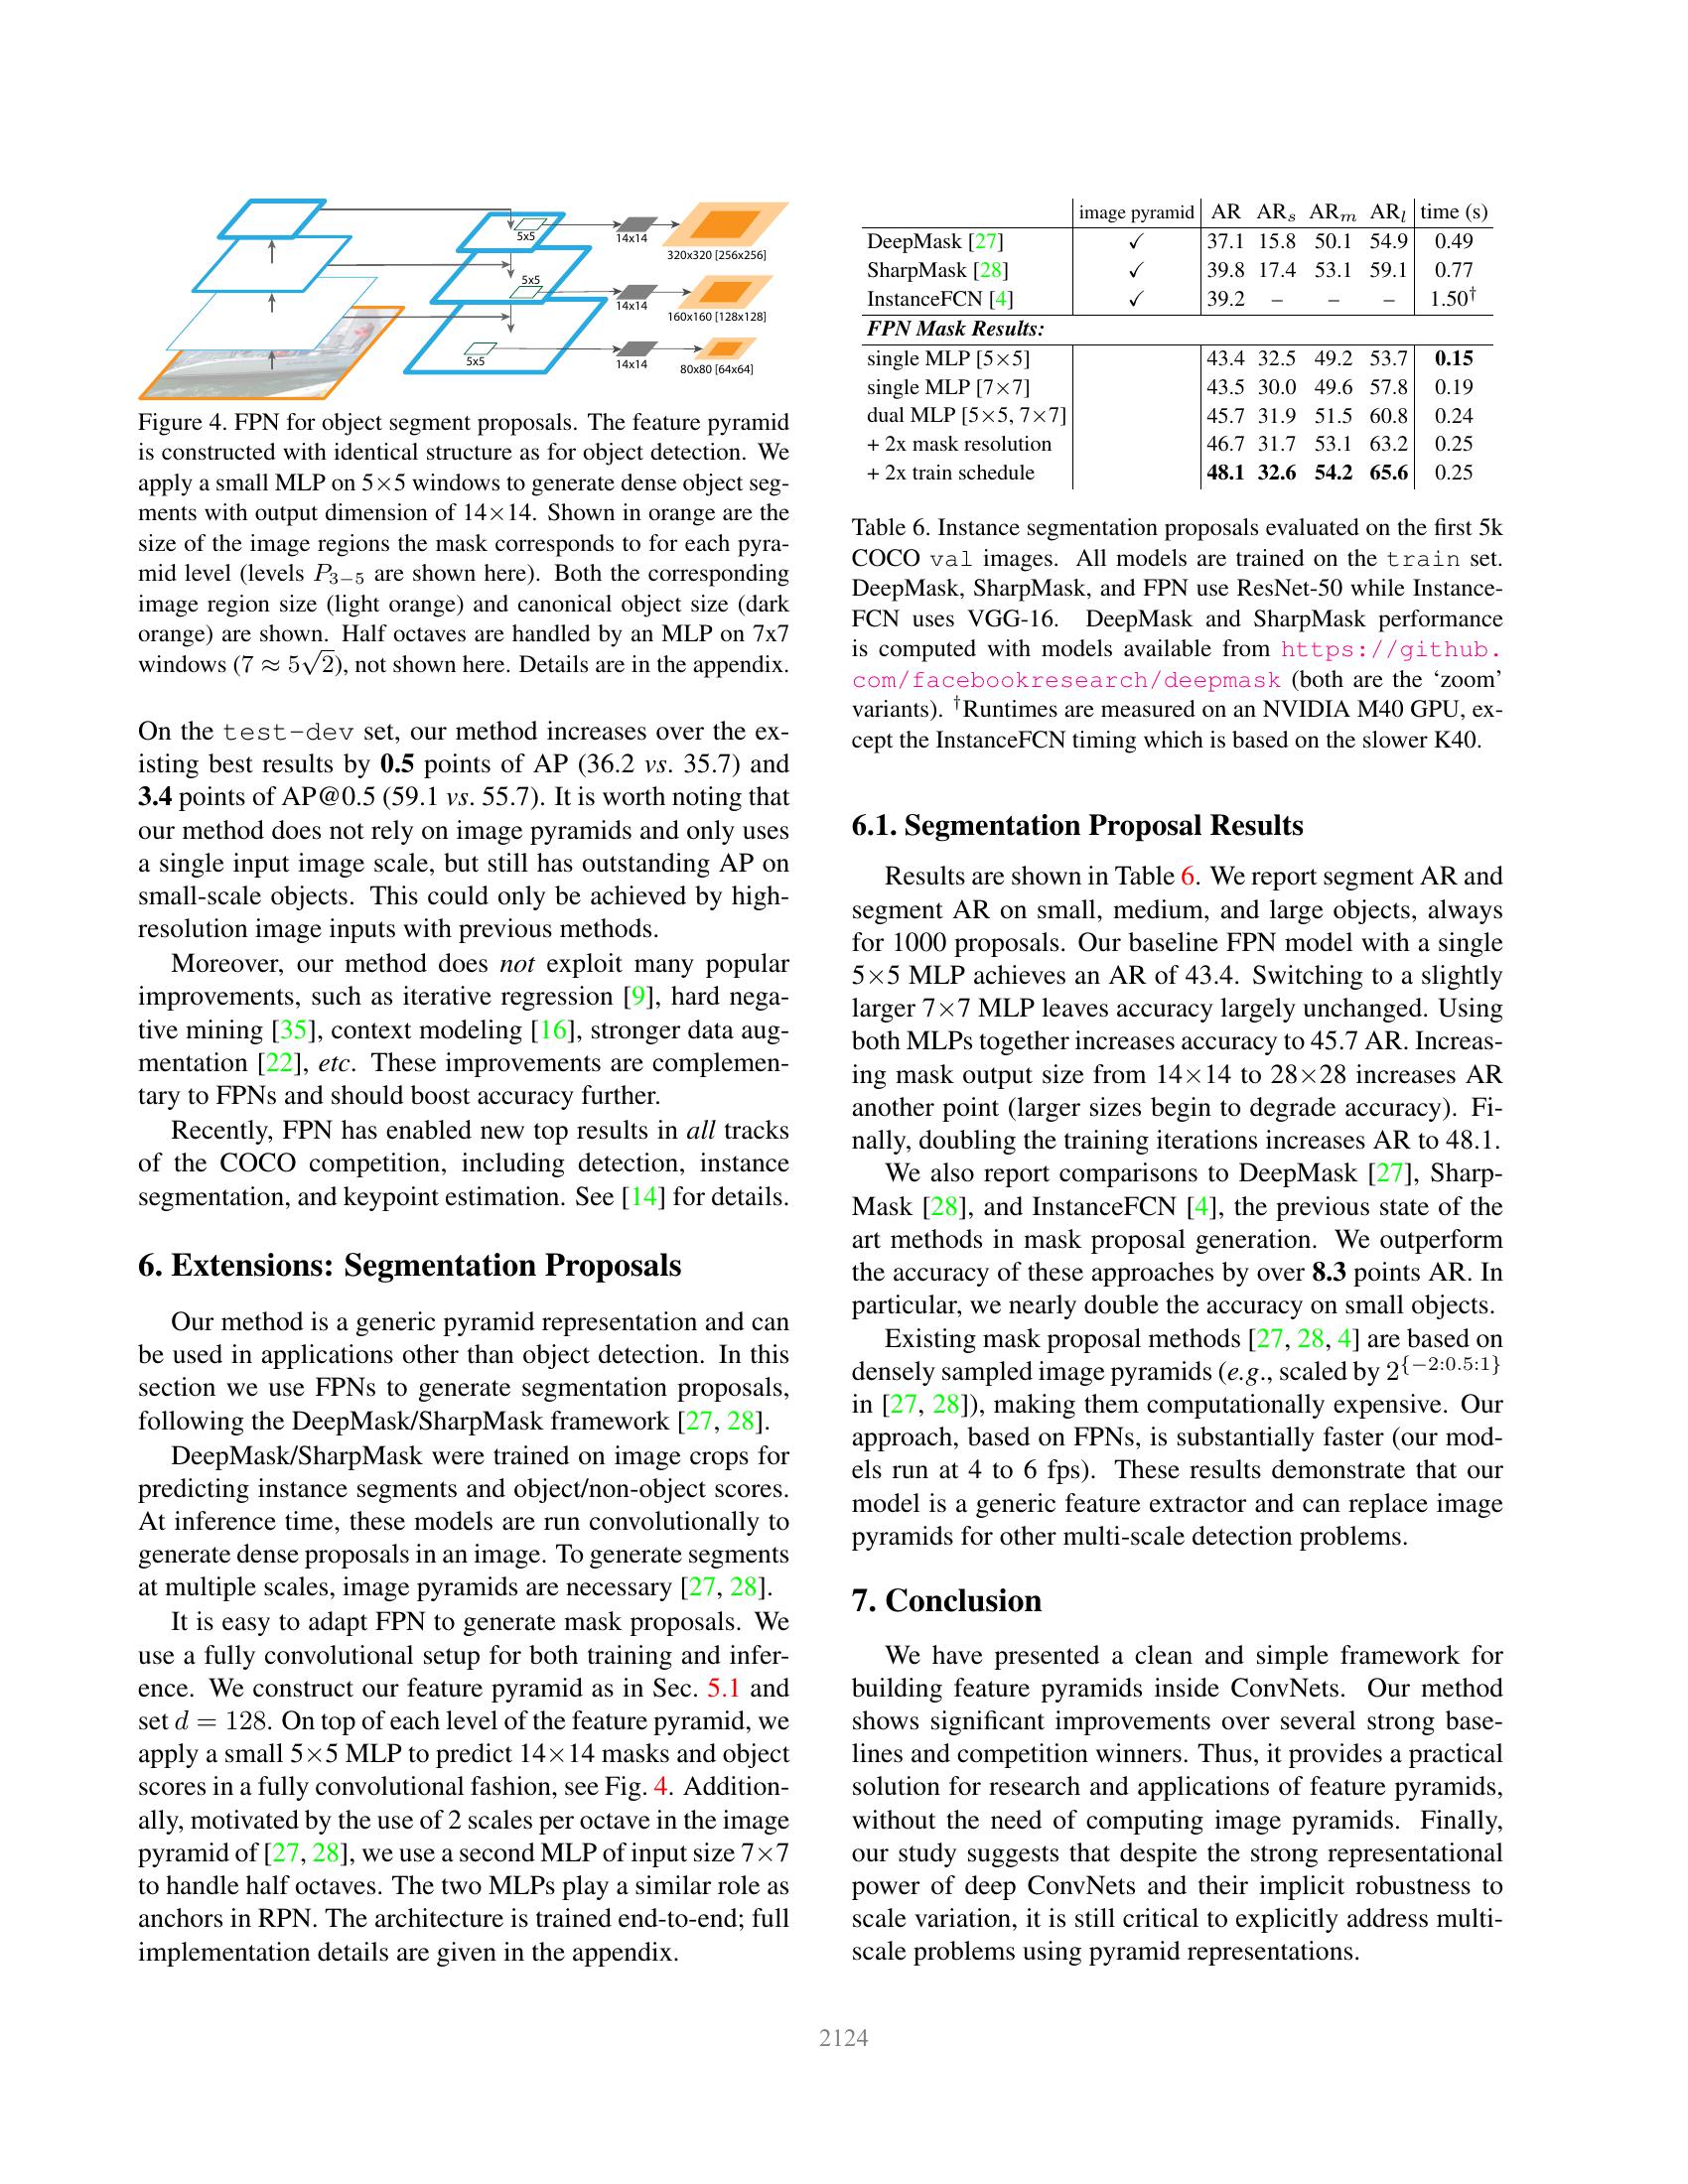 5x5
14x14
320x320 [256x256]
5x5
14x14
160x160 [128x128]
5x5
14x14
80x80 [64x64]
Figure 4. FPN for object segment proposals. The feature pyramid
is constructed with identical structure as for object detection. We
apply a small MLP on 5×5 windows to generate dense object seg-
ments with output dimension of 14×14. Shown in orange are the
size of the image regions the mask corresponds to for each pyra-
mid level (levels P3−5 are shown here). Both the corresponding
image region size (light orange) and canonical object size (dark
orange) are shown. Half octaves are handled by an MLP on 7x7
windows (7 ≈ 5√2), not shown here. Details are in the appendix.
On the test-dev set, our method increases over the ex-
isting best results by 0.5 points of AP (36.2 vs. 35.7) and
3.4 points of AP@0.5 (59.1 vs. 55.7). It is worth noting that
our method does not rely on image pyramids and only uses
a single input image scale, but still has outstanding AP on
small-scale objects. This could only be achieved by high-
resolution image inputs with previous methods.
Moreover, our method does not exploit many popular
improvements, such as iterative regression [9], hard nega-
tive mining [35], context modeling [16], stronger data aug-
mentation [22], etc. These improvements are complemen-
tary to FPNs and should boost accuracy further.
Recently, FPN has enabled new top results in all tracks
of the COCO competition, including detection, instance
segmentation, and keypoint estimation. See [14] for details.
6. Extensions: Segmentation Proposals
Our method is a generic pyramid representation and can
be used in applications other than object detection. In this
section we use FPNs to generate segmentation proposals,
following the DeepMask/SharpMask framework [27, 28].
DeepMask/SharpMask were trained on image crops for
predicting instance segments and object/non-object scores.
At inference time, these models are run convolutionally to
generate dense proposals in an image. To generate segments
at multiple scales, image pyramids are necessary [27, 28].
It is easy to adapt FPN to generate mask proposals. We
use a fully convolutional setup for both training and infer-
ence. We construct our feature pyramid as in Sec. 5.1 and
set d = 128. On top of each level of the feature pyramid, we
apply a small 5×5 MLP to predict 14×14 masks and object
scores in a fully convolutional fashion, see Fig. 4. Addition-
ally, motivated by the use of 2 scales per octave in the image
pyramid of [27, 28], we use a second MLP of input size 7×7
to handle half octaves. The two MLPs play a similar role as
anchors in RPN. The architecture is trained end-to-end; full
implementation details are given in the appendix.
image pyramid AR ARs ARm ARl time (s)
DeepMask [27] ✓ 37.1 15.8 50.1 54.9 0.49
SharpMask [28] ✓ 39.8 17.4 53.1 59.1 0.77
InstanceFCN [4] ✓ 39.2 – – – 1.50†
FPN Mask Results:
single MLP [5×5] 43.4 32.5 49.2 53.7 0.15
single MLP [7×7] 43.5 30.0 49.6 57.8 0.19
dual MLP [5×5, 7×7] 45.7 31.9 51.5 60.8 0.24
+ 2x mask resolution 46.7 31.7 53.1 63.2 0.25
+ 2x train schedule 48.1 32.6 54.2 65.6 0.25
Table 6. Instance segmentation proposals evaluated on the first 5k
COCO val images. All models are trained on the train set.
DeepMask, SharpMask, and FPN use ResNet-50 while Instance-
FCN uses VGG-16. DeepMask and SharpMask performance
is computed with models available from https://github.
com/facebookresearch/deepmask (both are the ‘zoom’
variants). †Runtimes are measured on an NVIDIA M40 GPU, ex-
cept the InstanceFCN timing which is based on the slower K40.
6.1. Segmentation Proposal Results
Results are shown in Table 6. We report segment AR and
segment AR on small, medium, and large objects, always
for 1000 proposals. Our baseline FPN model with a single
5×5 MLP achieves an AR of 43.4. Switching to a slightly
larger 7×7 MLP leaves accuracy largely unchanged. Using
both MLPs together increases accuracy to 45.7 AR. Increas-
ing mask output size from 14×14 to 28×28 increases AR
another point (larger sizes begin to degrade accuracy). Fi-
nally, doubling the training iterations increases AR to 48.1.
We also report comparisons to DeepMask [27], Sharp-
Mask [28], and InstanceFCN [4], the previous state of the
art methods in mask proposal generation. We outperform
the accuracy of these approaches by over 8.3 points AR. In
particular, we nearly double the accuracy on small objects.
Existing mask proposal methods [27, 28, 4] are based on
densely sampled image pyramids (e.g., scaled by 2^{−2:0.5:1}
in [27, 28]), making them computationally expensive. Our
approach, based on FPNs, is substantially faster (our mod-
els run at 4 to 6 fps). These results demonstrate that our
model is a generic feature extractor and can replace image
pyramids for other multi-scale detection problems.
7. Conclusion
We have presented a clean and simple framework for
building feature pyramids inside ConvNets. Our method
shows significant improvements over several strong base-
lines and competition winners. Thus, it provides a practical
solution for research and applications of feature pyramids,
without the need of computing image pyramids. Finally,
our study suggests that despite the strong representational
power of deep ConvNets and their implicit robustness to
scale variation, it is still critical to explicitly address multi-
scale problems using pyramid representations.
2124